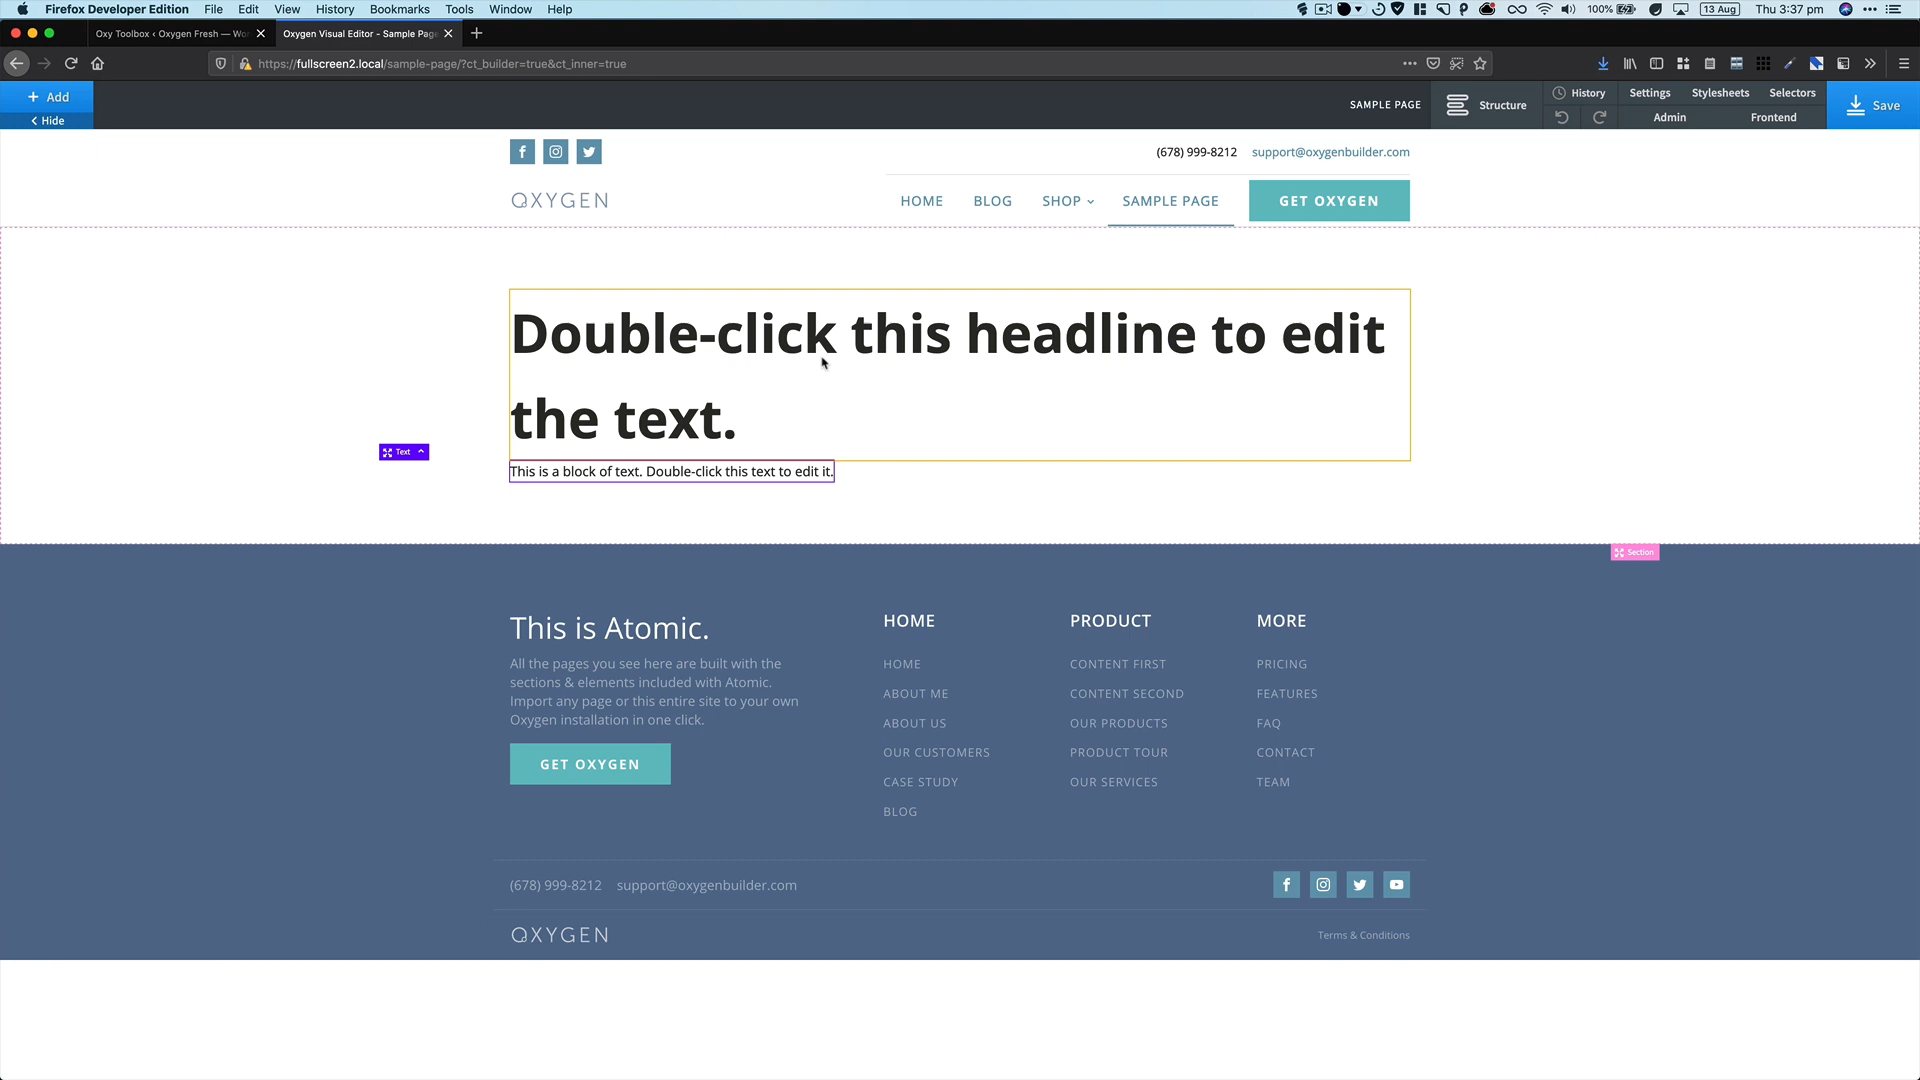 Firefox Developer Edition File Edit View History Bookmarks Tools Window Help 100% 13 Aug Thu 3:37 pm
Oxy Toolbox ‹ Oxygen Fresh — Wor
Oxygen Visual Editor - Sample Page
https://fullscreen2.local/sample-page/?ct_builder=true&ct_inner=true
+ Add
Hide
SAMPLE PAGE
Structure
History
Settings
Stylesheets
Selectors
Admin
Frontend
Save
(678) 999-8212 support@oxygenbuilder.com
OXYGEN
HOME BLOG SHOP SAMPLE PAGE GET OXYGEN
Double-click this headline to edit
the text.
Text
This is a block of text. Double-click this text to edit it.
Section
This is Atomic.
All the pages you see here are built with the
sections & elements included with Atomic.
Import any page or this entire site to your own
Oxygen installation in one click.
GET OXYGEN
HOME
HOME
ABOUT ME
ABOUT US
OUR CUSTOMERS
CASE STUDY
BLOG
PRODUCT
CONTENT FIRST
CONTENT SECOND
OUR PRODUCTS
PRODUCT TOUR
OUR SERVICES
MORE
PRICING
FEATURES
FAQ
CONTACT
TEAM
(678) 999-8212 support@oxygenbuilder.com
OXYGEN
Terms & Conditions